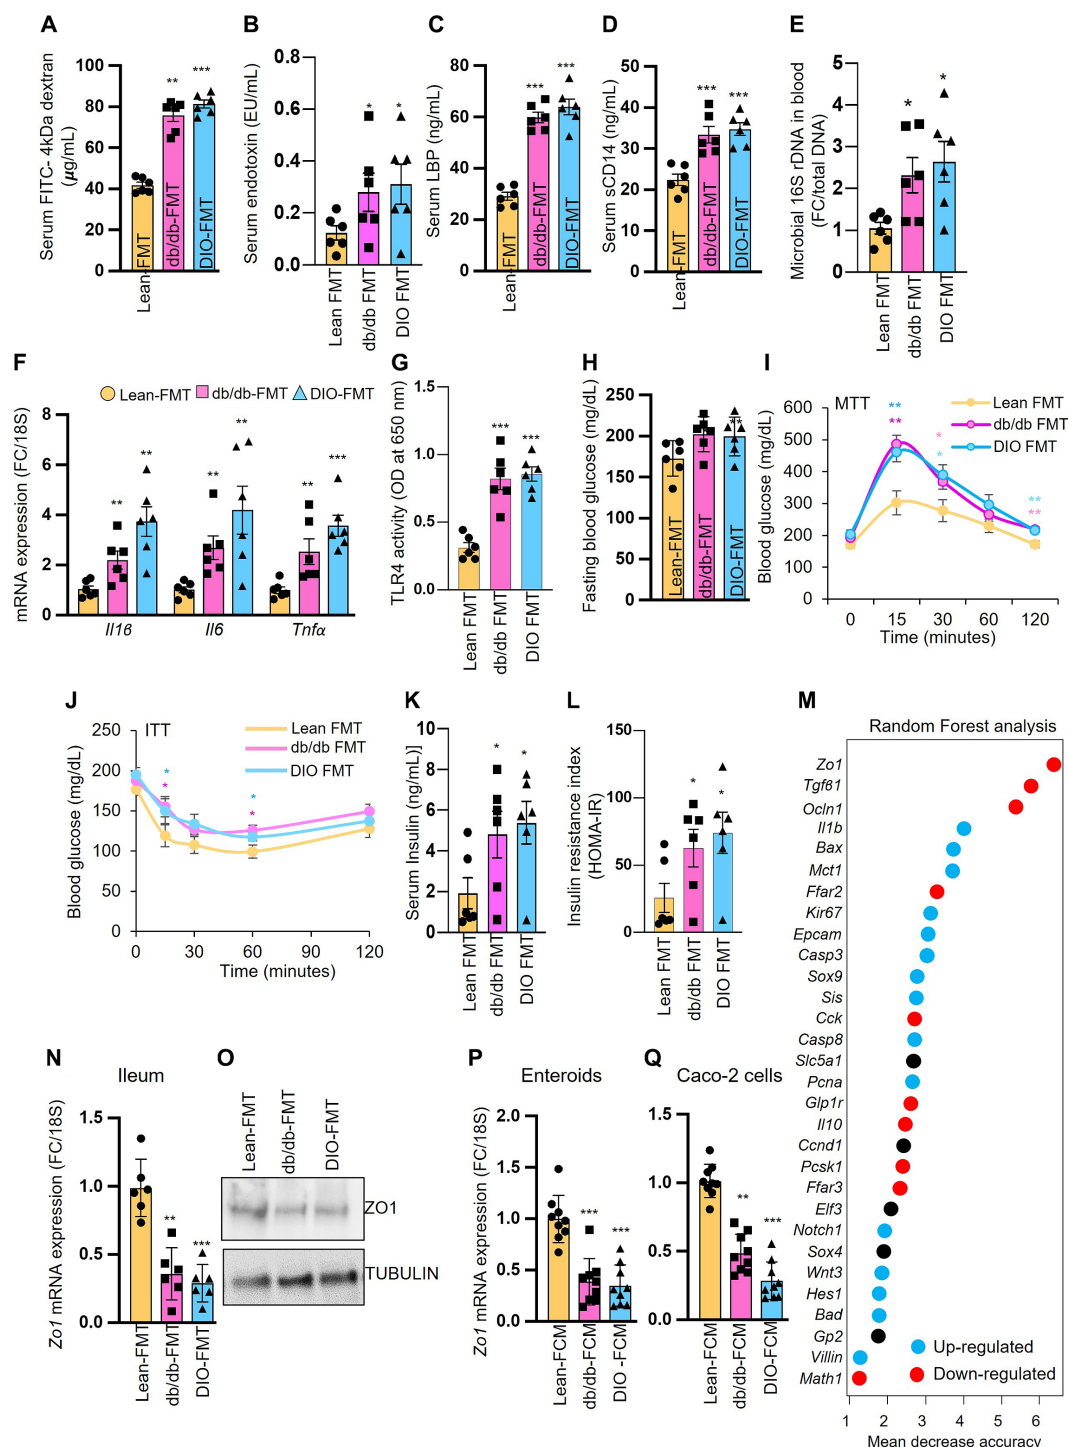 A
B
C
D
E
Serum FITC- 4kDa dextran
(µg/mL)
100
80
60
40
20
0
**
***
Lean-FMT
db/db-FMT
DIO-FMT
Serum endotoxin (EU/mL)
0.8
0.6
0.4
0.2
0.0
*
*
Lean FMT
db/db FMT
DIO FMT
Serum LBP (ng/mL)
80
60
40
20
0
***
***
Lean-FMT
db/db-FMT
DIO-FMT
Serum sCD14 (ng/mL)
50
40
30
20
10
0
***
***
Lean-FMT
db/db-FMT
DIO-FMT
Microbial 16S rDNA in blood
(FC/total DNA)
5
4
3
2
1
0
*
*
Lean FMT
db/db FMT
DIO FMT
F
G
H
I
Lean-FMT
db/db-FMT
DIO-FMT
mRNA expression (FC/18S)
8
6
4
2
0
**
**
**
**
**
***
Il1ϐ
Il6
Tnfα
TLR4 activity (OD at 650 nm)
1.5
1.0
0.5
0.0
***
***
Lean FMT
db/db FMT
DIO FMT
Fasting blood glucose (mg/dL)
250
200
150
100
50
0
**
Lean-FMT
db/db-FMT
DIO-FMT
MTT
Lean FMT
db/db FMT
DIO FMT
Blood glucose (mg/dL)
600
500
400
300
200
100
0
**
**
*
*
**
**
0
15
30
60
120
Time (minutes)
J
K
L
M
ITT
Lean FMT
db/db FMT
DIO FMT
Blood glucose (mg/dL)
250
200
150
100
50
0
*
*
*
*
0
30
60
90
120
Time (minutes)
Serum Insulin (ng/mL)]
10
8
6
4
2
0
*
*
Lean FMT
db/db FMT
DIO FMT
Insulin resistance index
(HOMA-IR)
150
100
50
0
*
*
Lean FMT
db/db FMT
DIO FMT
Random Forest analysis
Zo1
Tgfϐ1
Ocln1
Il1b
Bax
Mct1
Ffar2
Kir67
Epcam
Casp3
Sox9
Sis
Cck
Casp8
Slc5a1
Pcna
Glp1r
Il10
Ccnd1
Pcsk1
Ffar3
Elf3
Notch1
Sox4
Wnt3
Hes1
Bad
Gp2
Villin
Math1
Up-regulated
Down-regulated
1
2
3
4
5
6
Mean decrease accuracy
N
O
P
Q
Ileum
Zo1 mRNA expression (FC/18S)
1.5
1.0
0.5
0.0
**
***
Lean-FMT
db/db-FMT
DIO-FMT
Lean-FMT
db/db-FMT
DIO-FMT
ZO1
TUBULIN
Enteroids
Zo1 mRNA expression (FC/18S)
2.0
1.5
1.0
0.5
0.0
***
***
Lean-FCM
db/db-FCM
DIO -FCM
Caco-2 cells
1.5
1.0
0.5
0.0
**
***
Lean-FCM
db/db-FCM
DIO-FCM